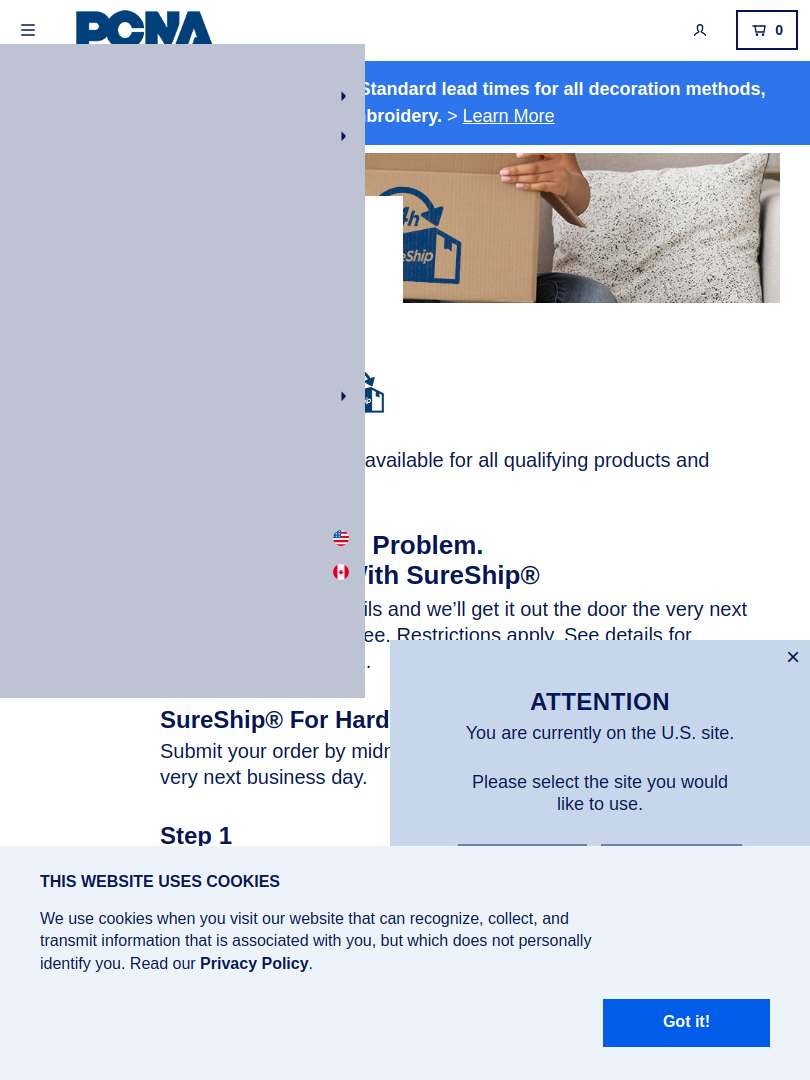 PCNA
0
Standard lead times for all decoration methods,
broidery. > Learn More
4h
eShip
available for all qualifying products and
Problem.
ith SureShip®
ils and we’ll get it out the door the very next
ee. Restrictions apply. See details for
.
SureShip® For Hard
Submit your order by midn
very next business day.
Step 1
×
ATTENTION
You are currently on the U.S. site.
Please select the site you would
like to use.
THIS WEBSITE USES COOKIES
We use cookies when you visit our website that can recognize, collect, and
transmit information that is associated with you, but which does not personally
identify you. Read our Privacy Policy.
Got it!